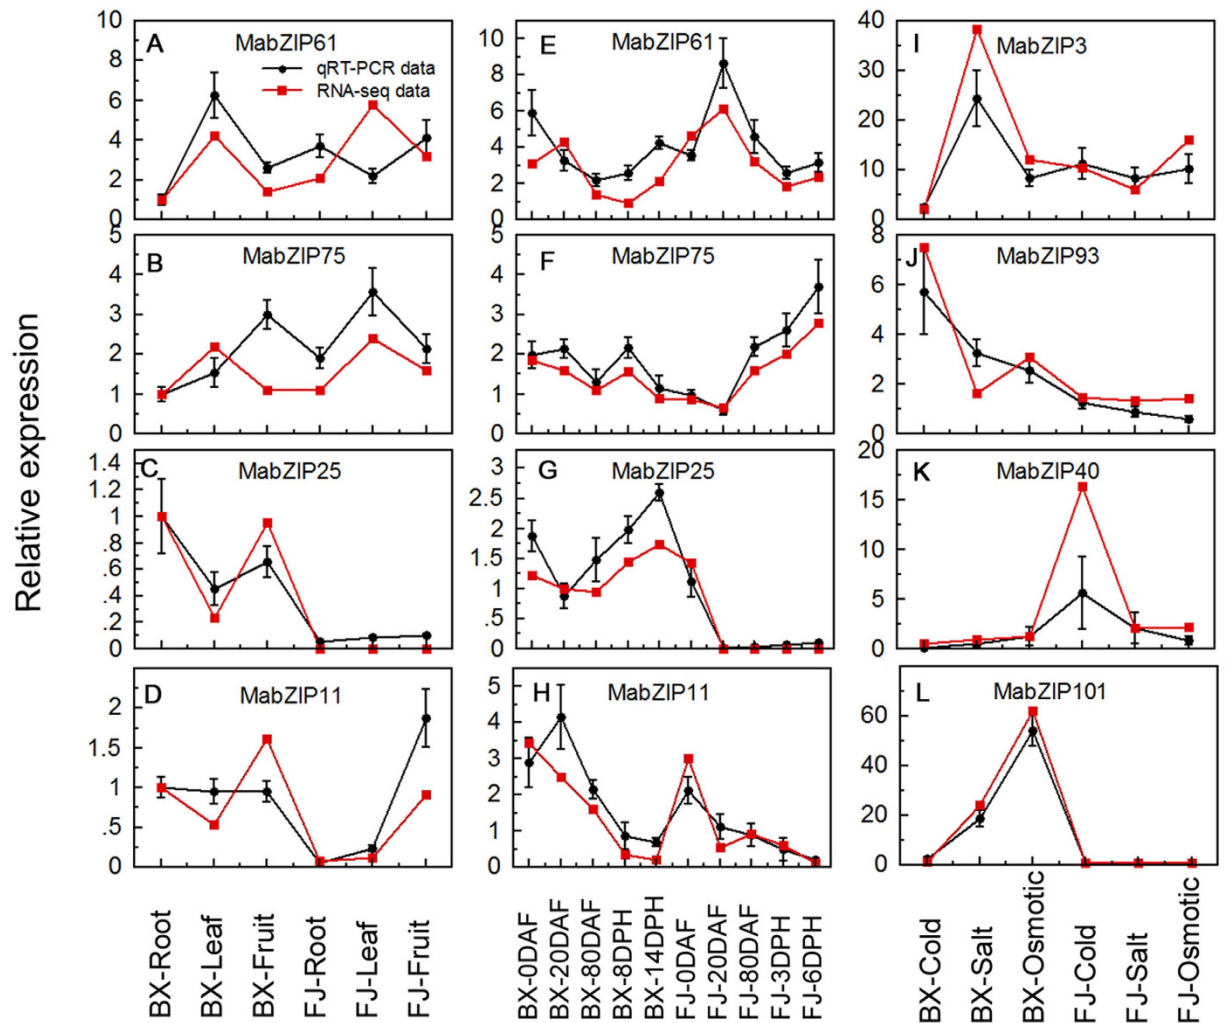 Relative expression
A
MabZIP61
qRT-PCR data
RNA-seq data
10
8
6
4
2
0
B
MabZIP75
5
4
3
2
1
0
C
MabZIP25
1.4
1.2
1
.8
.6
.4
.2
0
D
MabZIP11
2
1.5
1
.5
0
BX-Root
BX-Leaf
BX-Fruit
FJ-Root
FJ-Leaf
FJ-Fruit
E
MabZIP61
10
8
6
4
2
0
F
MabZIP75
5
4
3
2
1
0
G
MabZIP25
3
2.5
2
1.5
1
.5
0
H
MabZIP11
5
4
3
2
1
0
BX-0DAF
BX-20DAF
BX-80DAF
BX-8DPH
BX-14DPH
FJ-0DAF
FJ-20DAF
FJ-80DAF
FJ-3DPH
FJ-6DPH
I
MabZIP3
40
30
20
10
0
J
MabZIP93
8
6
4
2
0
K
MabZIP40
20
15
10
5
0
L
MabZIP101
60
40
20
0
BX-Cold
BX-Salt
BX-Osmotic
FJ-Cold
FJ-Salt
FJ-Osmotic